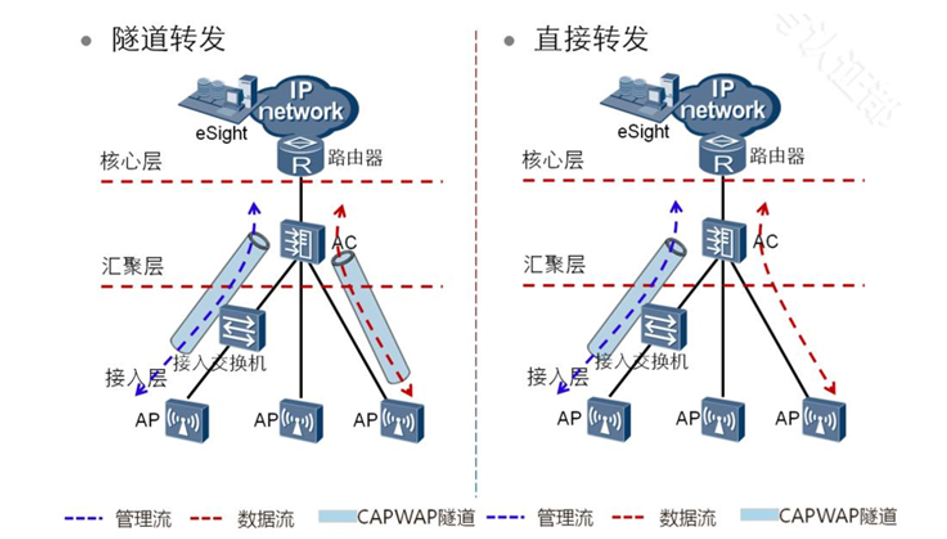 隧道转发
IP
network
eSight
路由器
R
核心层
AC
汇聚层
接入交换机
接入层
AP
AP
AP
管理流
数据流
CAPWAP隧道
直接转发
IP
network
eSight
路由器
R
核心层
AC
汇聚层
接入交换机
接入层
AP
AP
AP
管理流
数据流
CAPWAP隧道